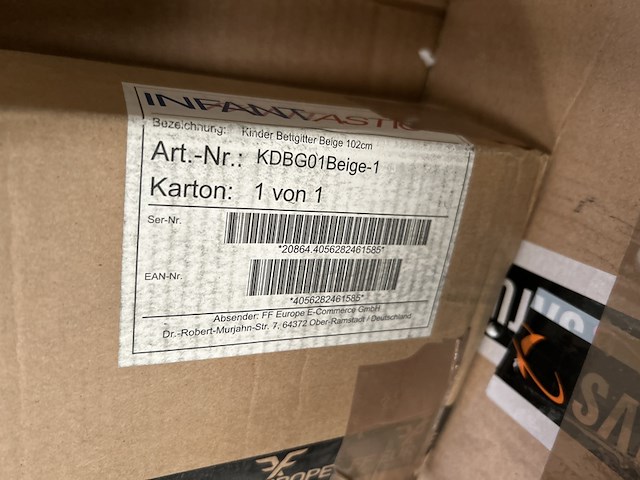 INFANTASTIC
Bezeichnung: Kinder Bettgitter Beige 102cm
Art.-Nr.: KDBG01Beige-1
Karton: 1 von 1
Ser-Nr.
*20864.4056282461585*
EAN-Nr.
*4056282461585*
Absender: FF Europe E-Commerce GmbH
Dr.-Robert-Murjahn-Str. 7, 64372 Ober-Ramstadt / Deutschland